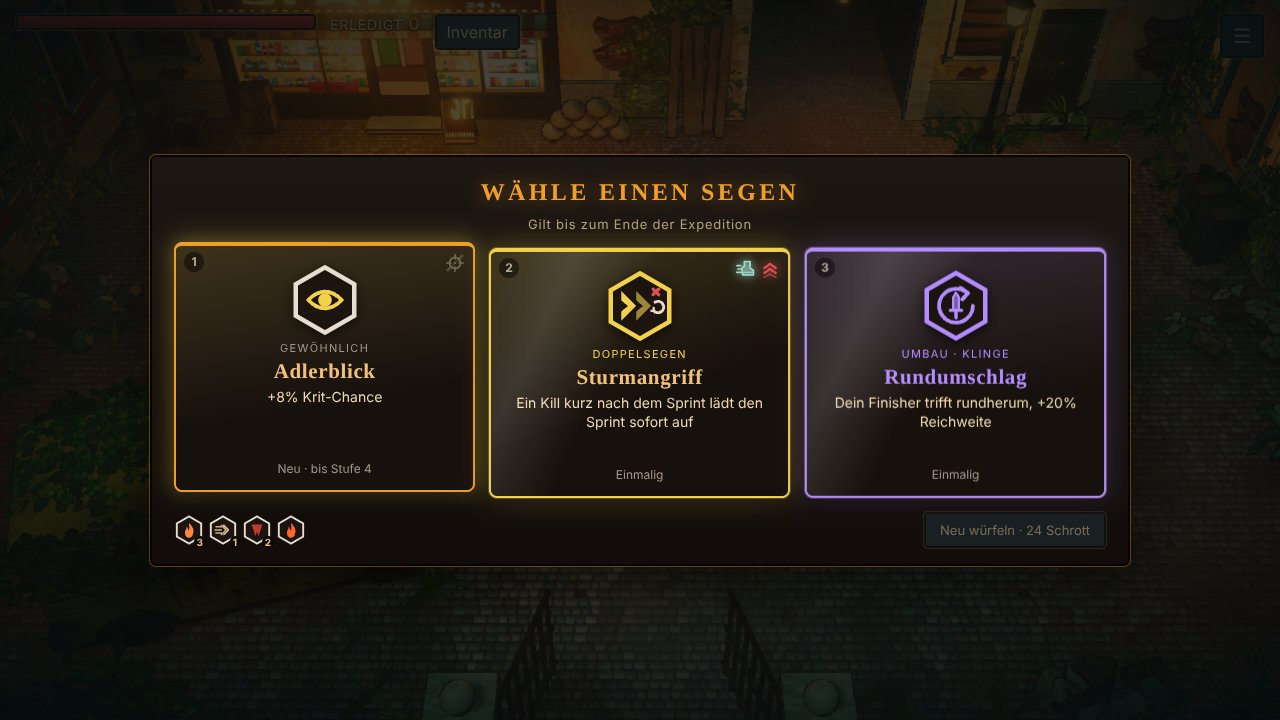 24 h
ERLEDIGT 0
Inventar
WÄHLE EINEN SEGEN
Gilt bis zum Ende der Expedition
1
GEWÖHNLICH
Adlerblick
+8% Krit-Chance
Neu · bis Stufe 4
2
DOPPELSEGEN
Sturmangriff
Ein Kill kurz nach dem Sprint lädt den
Sprint sofort auf
Einmalig
3
UMBAU · KLINGE
Rundumschlag
Dein Finisher trifft rundherum, +20%
Reichweite
Einmalig
3
1
2
Neu würfeln · 24 Schrott